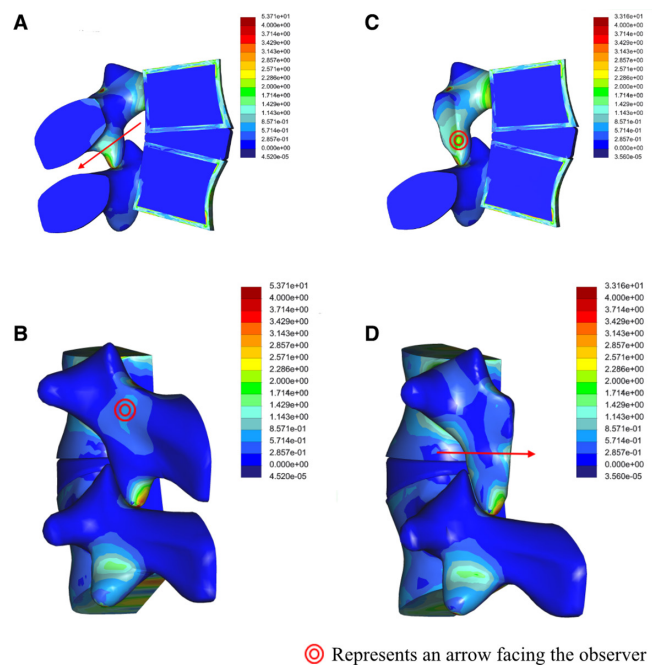 A
5.371e+01
4.000e+00
3.714e+00
3.429e+00
3.143e+00
2.857e+00
2.571e+00
2.286e+00
2.000e+00
1.714e+00
1.429e+00
1.143e+00
8.571e-01
5.714e-01
2.857e-01
0.000e+00
4.520e-05
C
3.316e+01
4.000e+00
3.714e+00
3.429e+00
3.143e+00
2.857e+00
2.571e+00
2.286e+00
2.000e+00
1.714e+00
1.429e+00
1.143e+00
8.571e-01
5.714e-01
2.857e-01
0.000e+00
3.560e-05
B
5.371e+01
4.000e+00
3.714e+00
3.429e+00
3.143e+00
2.857e+00
2.571e+00
2.286e+00
2.000e+00
1.714e+00
1.429e+00
1.143e+00
8.571e-01
5.714e-01
2.857e-01
0.000e+00
4.520e-05
D
3.316e+01
4.000e+00
3.714e+00
3.429e+00
3.143e+00
2.857e+00
2.571e+00
2.286e+00
2.000e+00
1.714e+00
1.429e+00
1.143e+00
8.571e-01
5.714e-01
2.857e-01
0.000e+00
3.560e-05
Represents an arrow facing the observer